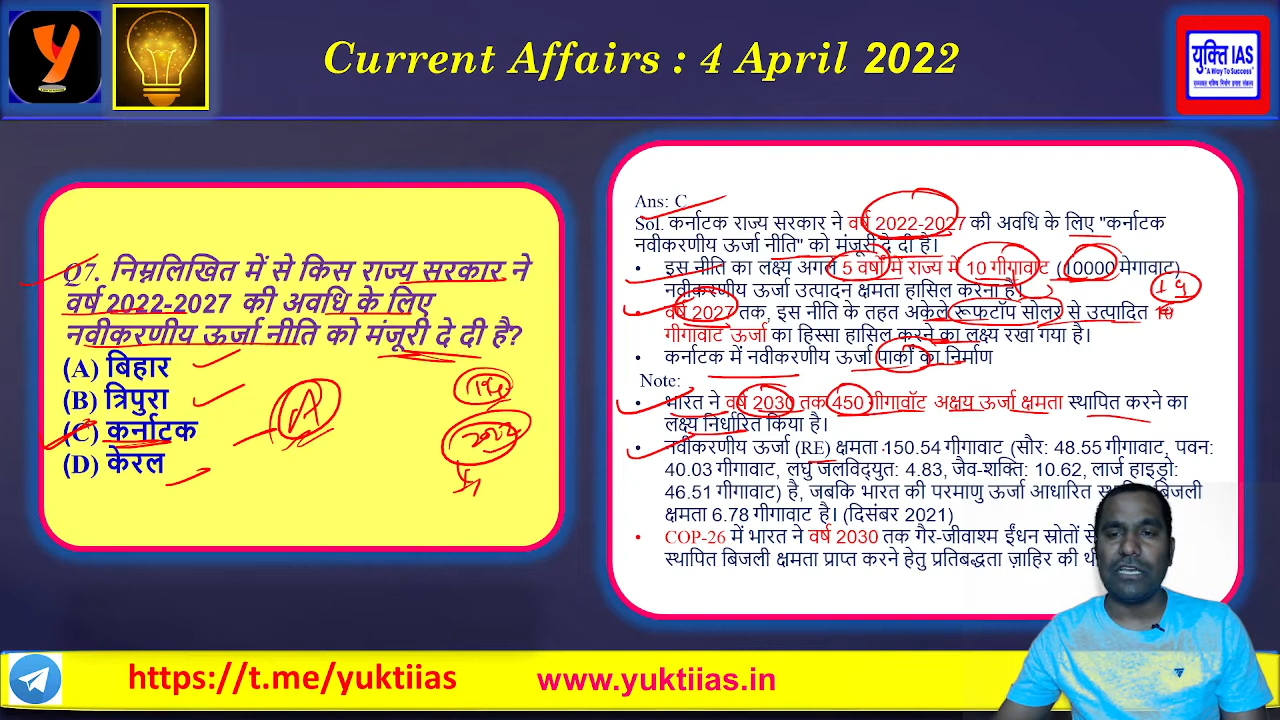 Current Affairs : 4 April 2022
युक्ति IAS
"A Way To Success"
Q7. निम्नलिखित में से किस राज्य सरकार ने
वर्ष 2022-2027 की अवधि के लिए
नवीकरणीय ऊर्जा नीति को मंजूरी दे दी है?
(A) बिहार
(B) त्रिपुरा
(C) कर्नाटक
(D) केरल
Ans: C
Sol. कर्नाटक राज्य सरकार ने वर्ष 2022-2027 की अवधि के लिए "कर्नाटक
नवीकरणीय ऊर्जा नीति" को मंजूरी दे दी है।
• इस नीति का लक्ष्य अगले 5 वर्षों में राज्य में 10 गीगावाट (10000 मेगावाट)
नवीकरणीय ऊर्जा उत्पादन क्षमता हासिल करना है।
• वर्ष 2027 तक, इस नीति के तहत अकेले रूफटॉप सोलर से उत्पादित
गीगावाट ऊर्जा का हिस्सा हासिल करने का लक्ष्य रखा गया है।
• कर्नाटक में नवीकरणीय ऊर्जा पार्कों का निर्माण
Note:
• भारत ने वर्ष 2030 तक 450 गीगावॉट अक्षय ऊर्जा क्षमता स्थापित करने का
लक्ष्य निर्धारित किया है।
• नवीकरणीय ऊर्जा (RE) क्षमता 150.54 गीगावाट (सौर: 48.55 गीगावाट, पवन:
40.03 गीगावाट, लघु जलविद्युत: 4.83, जैव-शक्ति: 10.62, लार्ज हाइड्रो:
46.51 गीगावाट) है, जबकि भारत की परमाणु ऊर्जा आधारित बिजली
क्षमता 6.78 गीगावाट है। (दिसंबर 2021)
• COP-26 में भारत ने वर्ष 2030 तक गैर-जीवाश्म ईंधन स्रोतों से
स्थापित बिजली क्षमता प्राप्त करने हेतु प्रतिबद्धता ज़ाहिर की
https://t.me/yuktiias
www.yuktiias.in